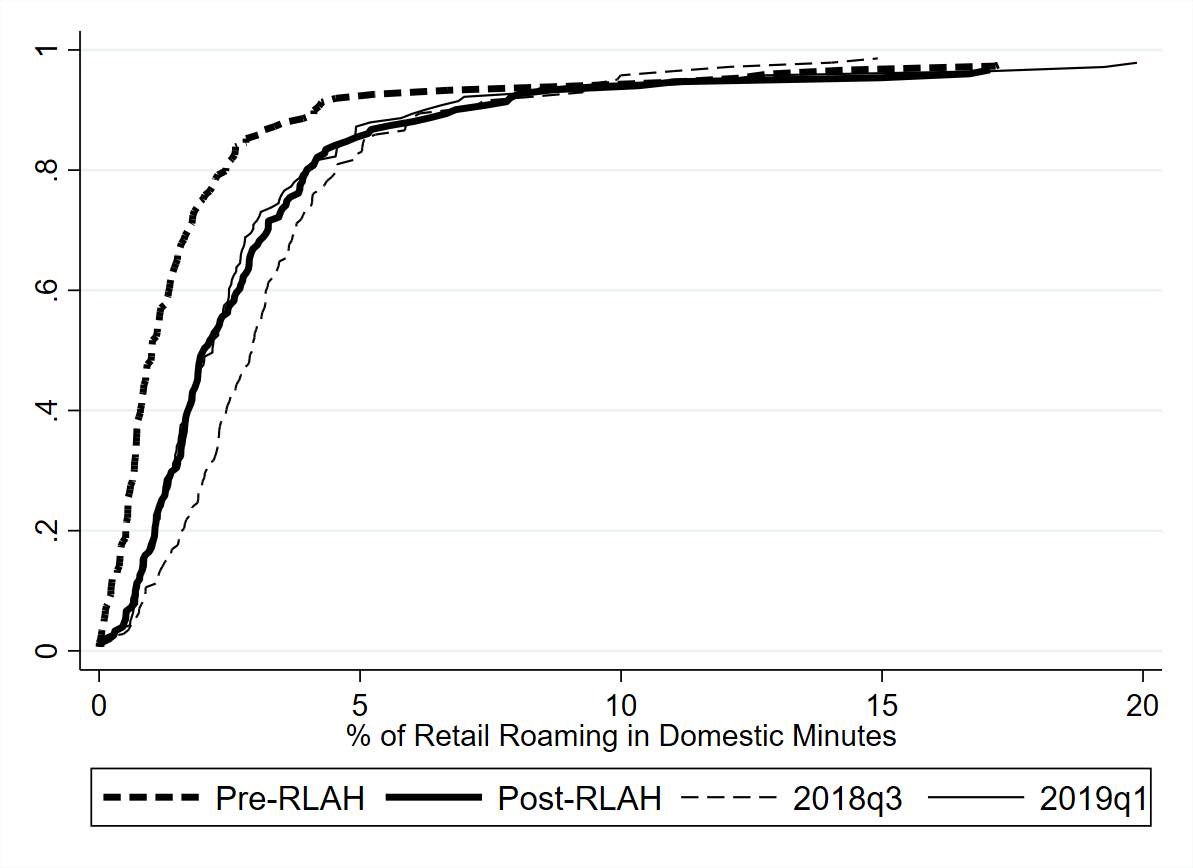 1
.8
.6
.4
.2
0
0 5 10 15 20
% of Retail Roaming in Domestic Minutes
Pre-RLAH Post-RLAH 2018q3 2019q1